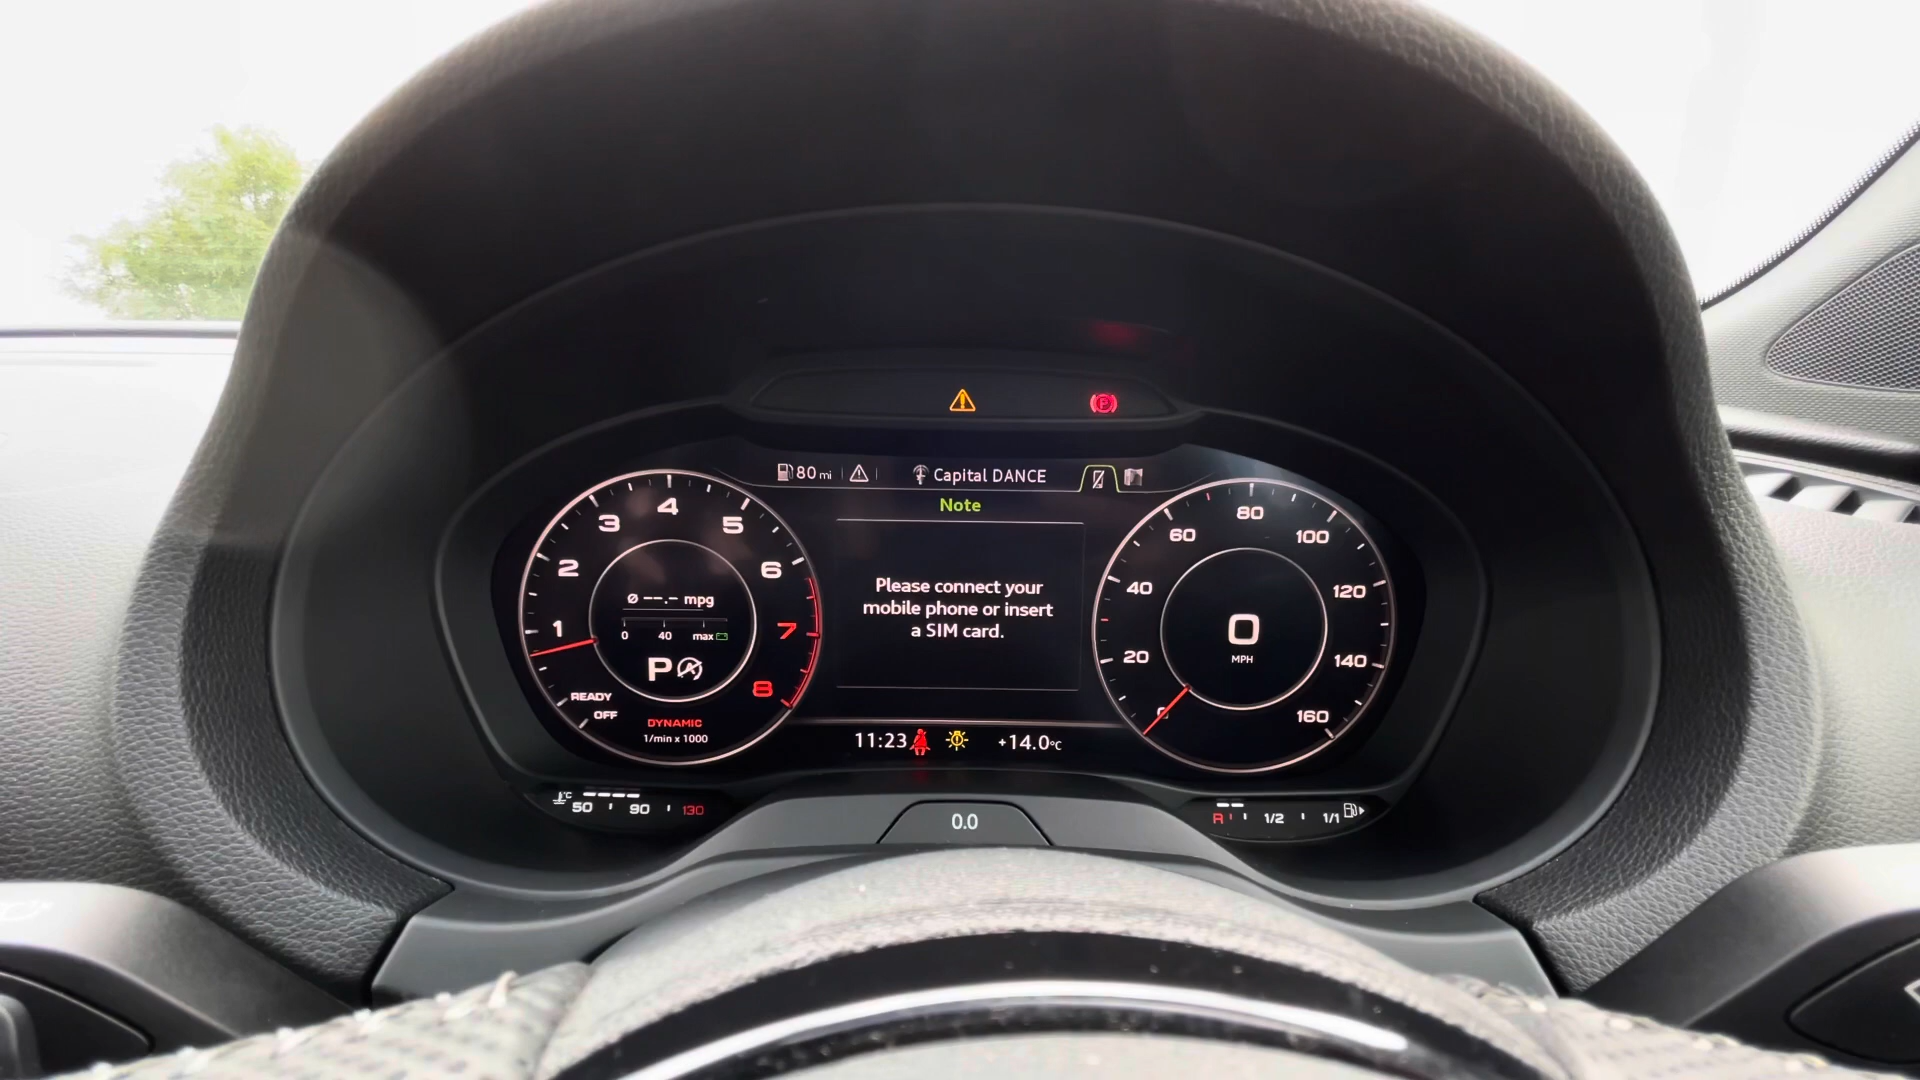 80 mi
Capital DANCE
Note
Please connect your
mobile phone or insert
a SIM card.
1
2
3
4
5
6
7
8
Ø --.- mpg
0 40 max
P
READY
OFF
DYNAMIC
1/min x 1000
20
40
60
80
100
120
140
160
0
MPH
11:23
+14.0°C
°C
50 90 130
0.0
R 1/2 1/1
P